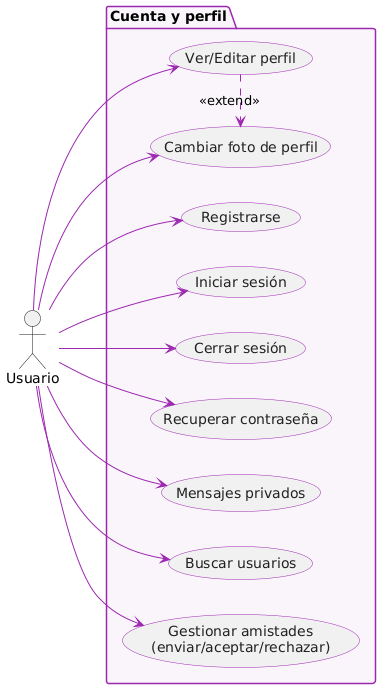 Cuenta y perfil
Ver/Editar perfil
«extend»
Cambiar foto de perfil
Registrarse
Iniciar sesión
Cerrar sesión
Usuario
Recuperar contraseña
Mensajes privados
Buscar usuarios
Gestionar amistades
(enviar/aceptar/rechazar)